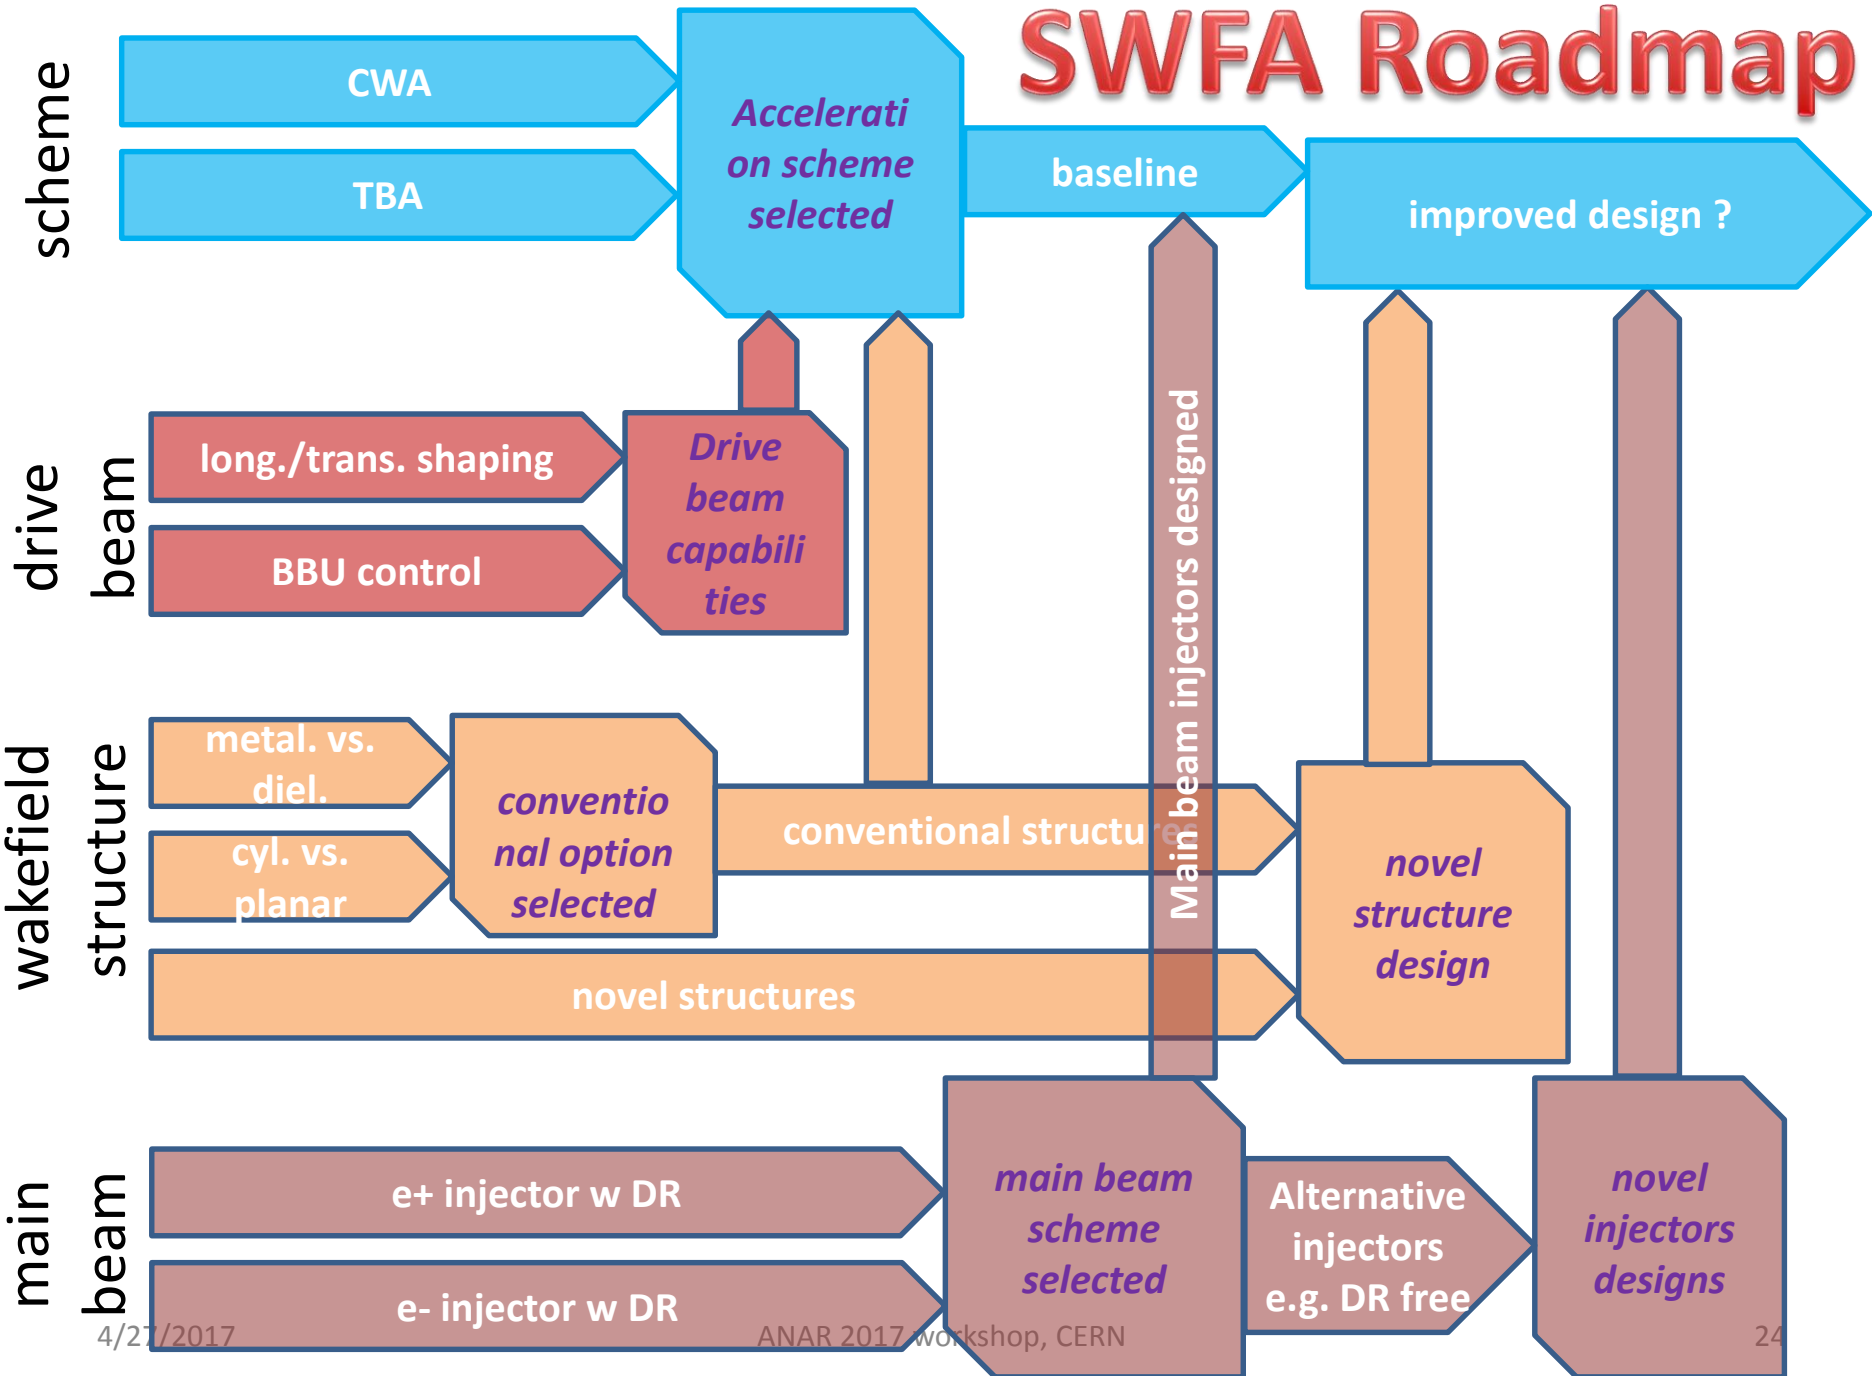 SWFA Roadmap
scheme
CWA
TBA
Accelerati
on scheme
selected
baseline
improved design ?
drive
beam
long./trans. shaping
BBU control
Drive
beam
capabili
ties
wakefield
structure
metal. vs.
diel.
cyl. vs.
planar
conventio
nal option
selected
conventional structures
novel structures
Main beam injectors designed
novel
structure
design
main
beam
e+ injector w DR
e- injector w DR
main beam
scheme
selected
Alternative
injectors
e.g. DR free
novel
injectors
designs
4/27/2017
ANAR 2017 workshop, CERN
24